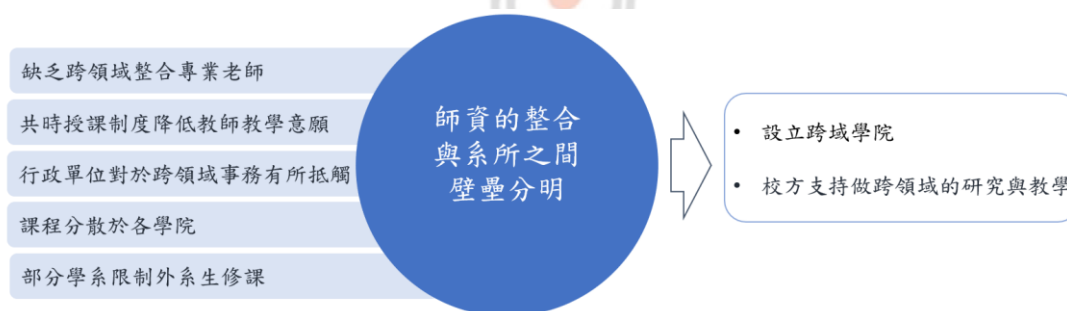 缺乏跨領域整合專業老師
共時授課制度降低教師教學意願
行政單位對於跨領域事務有所抵觸
課程分散於各學院
部分學系限制外系生修課
師資的整合
與系所之間
壁壘分明
• 設立跨域學院
• 校方支持做跨領域的研究與教學